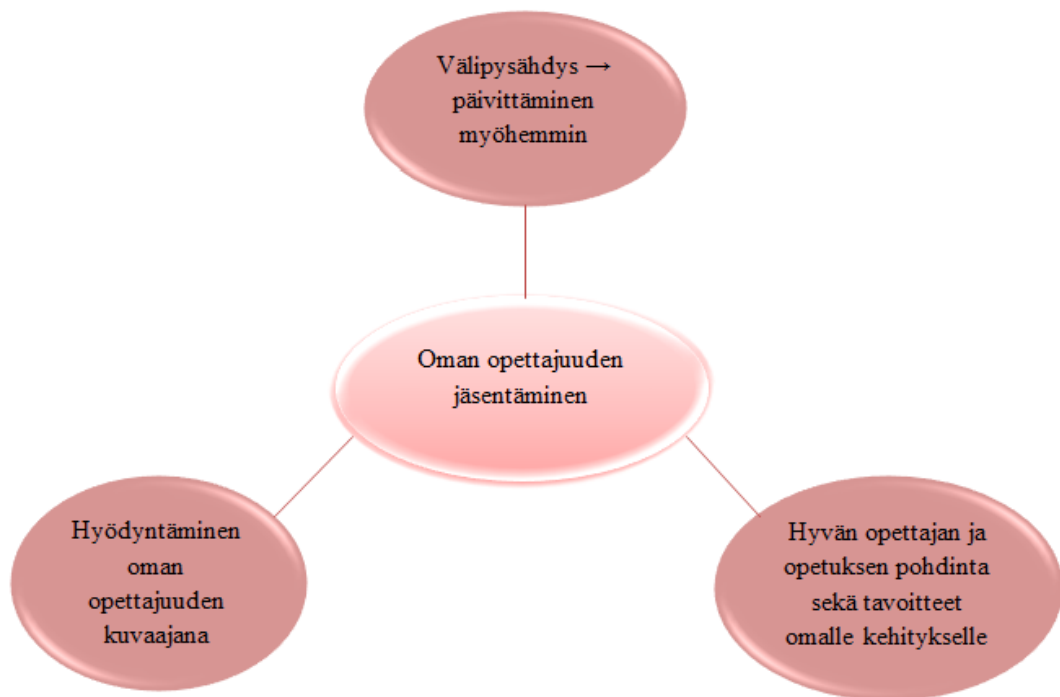 Välipysähdys →
päivittäminen
myöhemmin
Oman opettajuuden
jäsentäminen
Hyödyntäminen
oman
opettajuuden
kuvaajana
Hyvän opettajan ja
opetuksen pohdinta
sekä tavoitteet
omalle kehitykselle